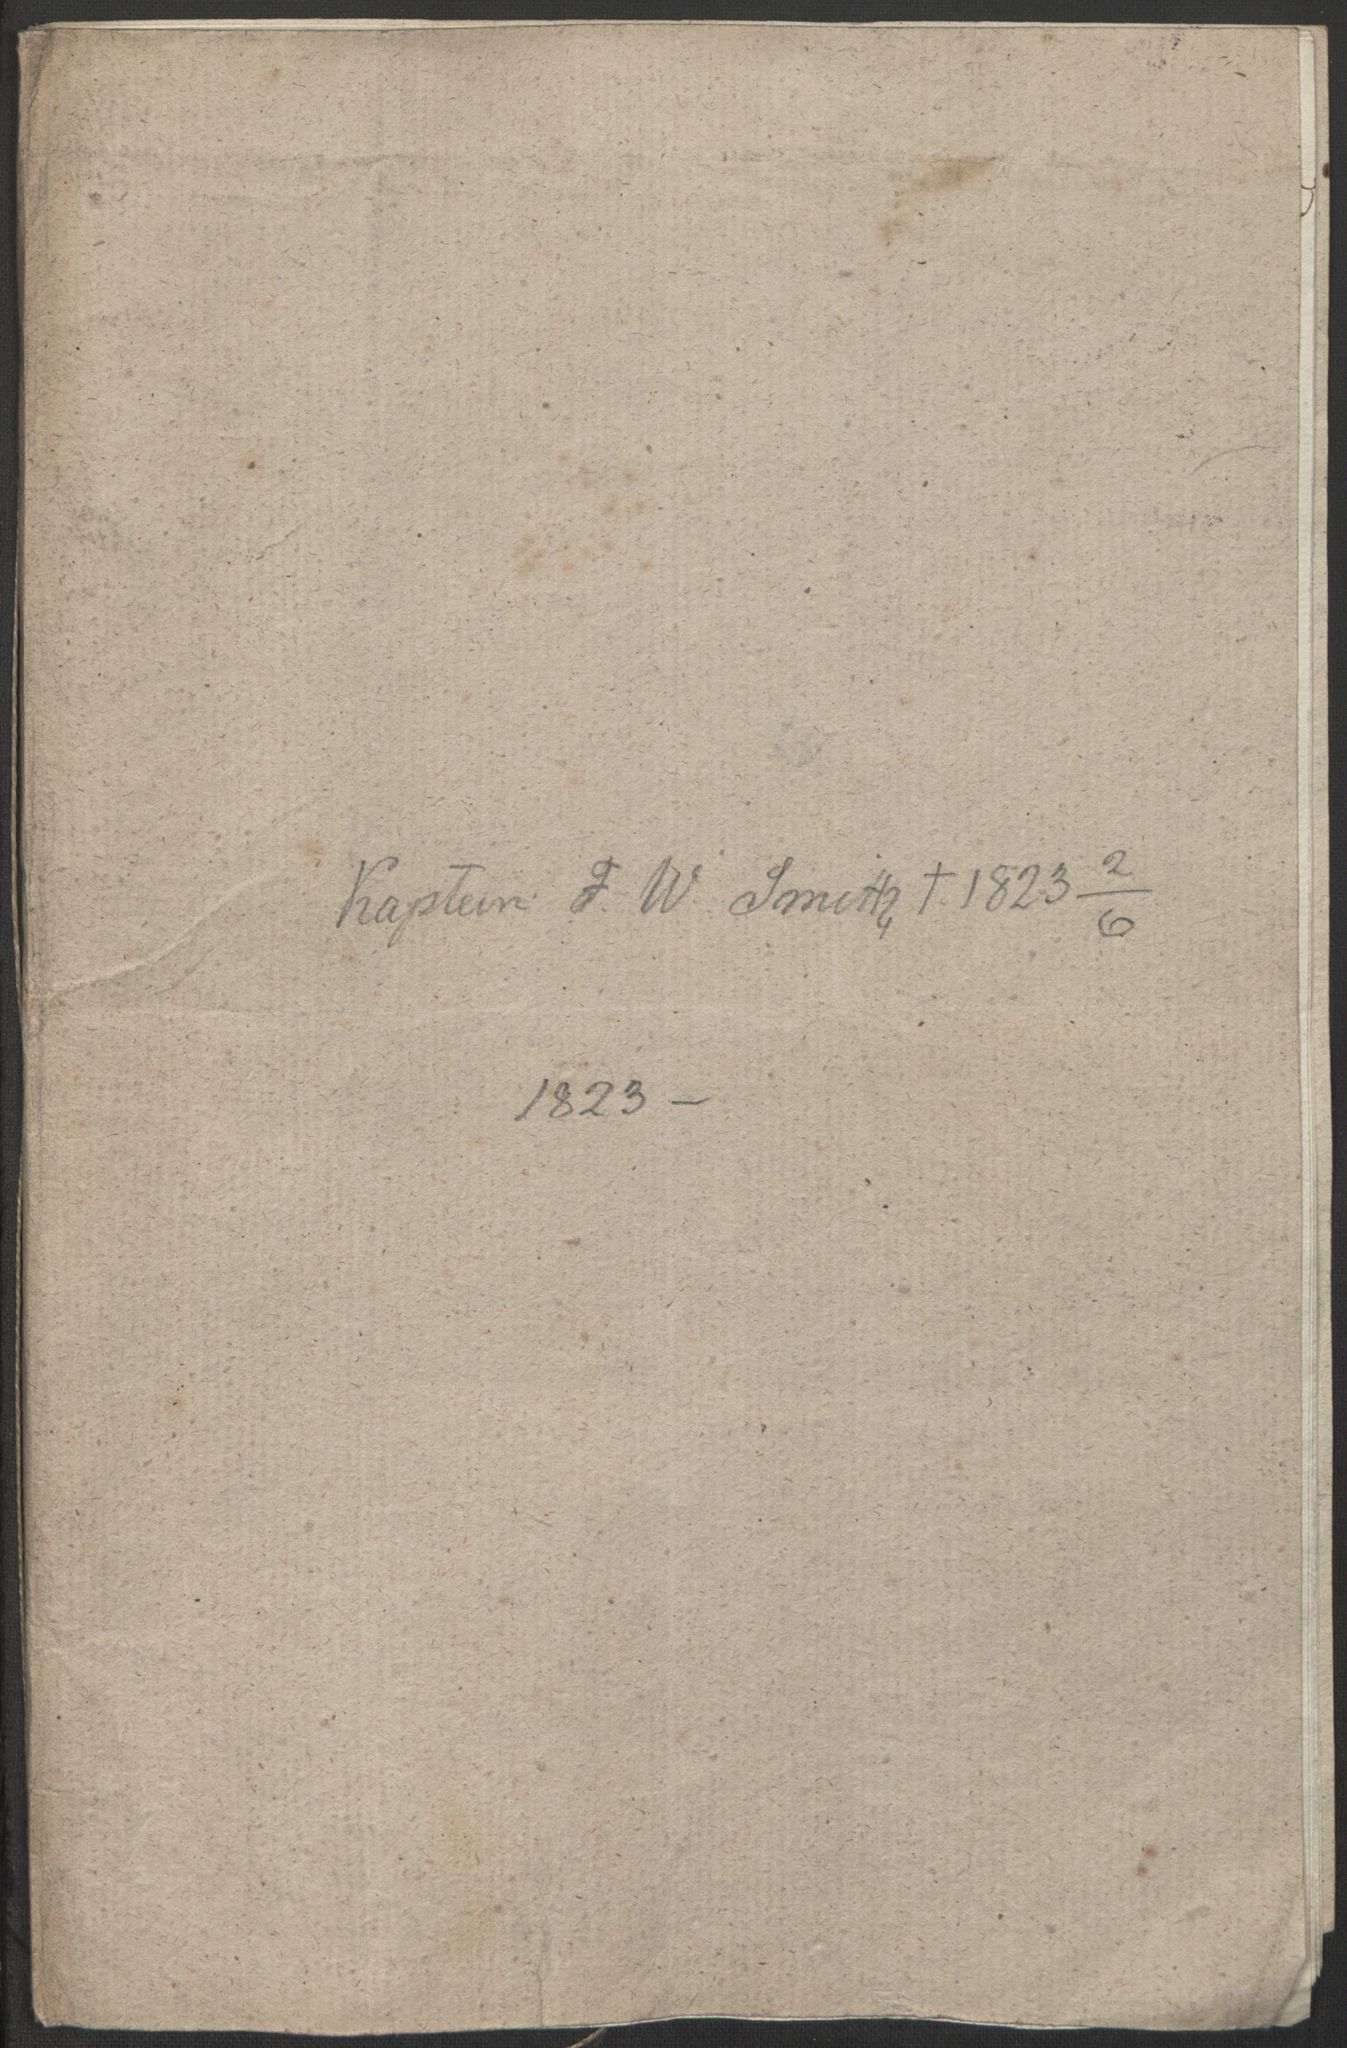 Kaptein F. W. Smith † 1823 2/6
1823 —